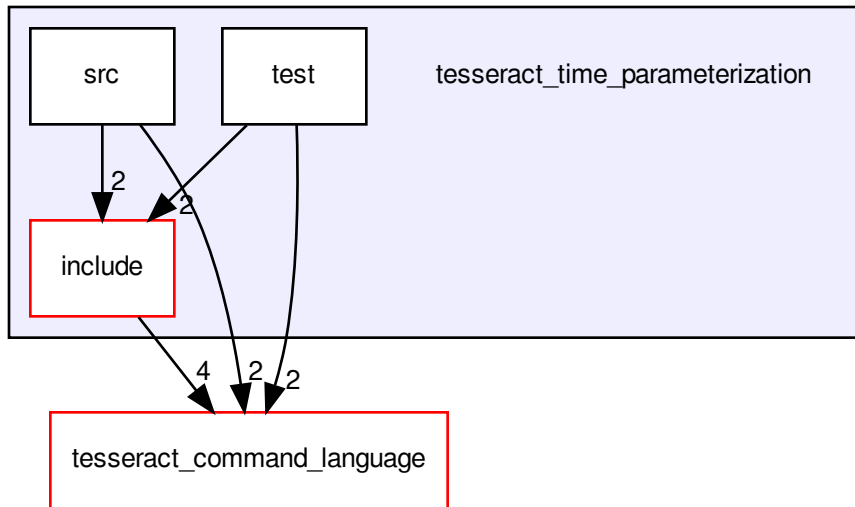 src
test
tesseract_time_parameterization
2
2
include
4
2
2
tesseract_command_language